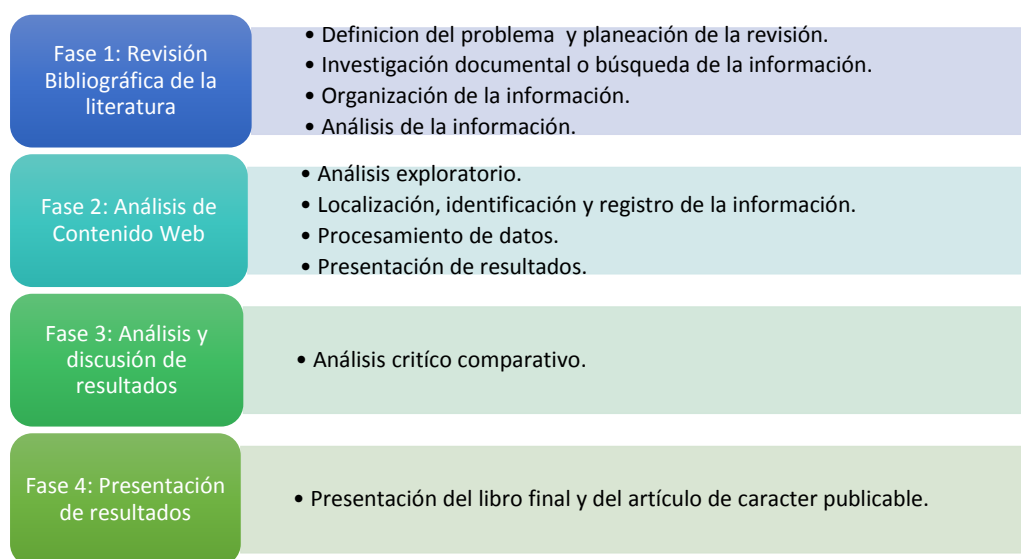 Fase 1: Revisión
Bibliográfica de la
literatura
• Definicion del problema y planeación de la revisión.
• Investigación documental o búsqueda de la información.
• Organización de la información.
• Análisis de la información.
Fase 2: Análisis de
Contenido Web
• Análisis exploratorio.
• Localización, identificación y registro de la información.
• Procesamiento de datos.
• Presentación de resultados.
Fase 3: Análisis y
discusión de
resultados
• Análisis critíco comparativo.
Fase 4: Presentación
de resultados
• Presentación del libro final y del artículo de caracter publicable.